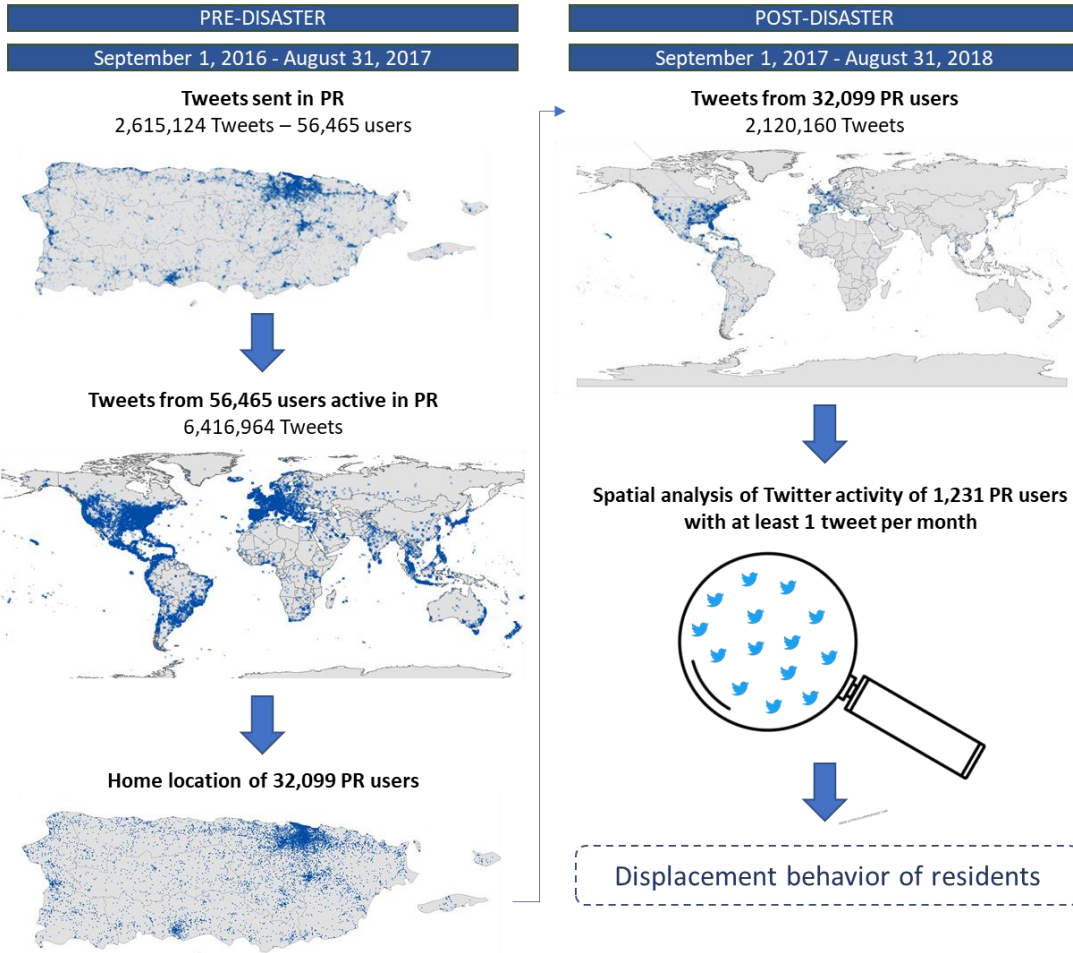 PRE-DISASTER
September 1, 2016 - August 31, 2017
Tweets sent in PR
2,615,124 Tweets – 56,465 users
Tweets from 56,465 users active in PR
6,416,964 Tweets
Home location of 32,099 PR users
POST-DISASTER
September 1, 2017 - August 31, 2018
Tweets from 32,099 PR users
2,120,160 Tweets
Spatial analysis of Twitter activity of 1,231 PR users
with at least 1 tweet per month
Displacement behavior of residents